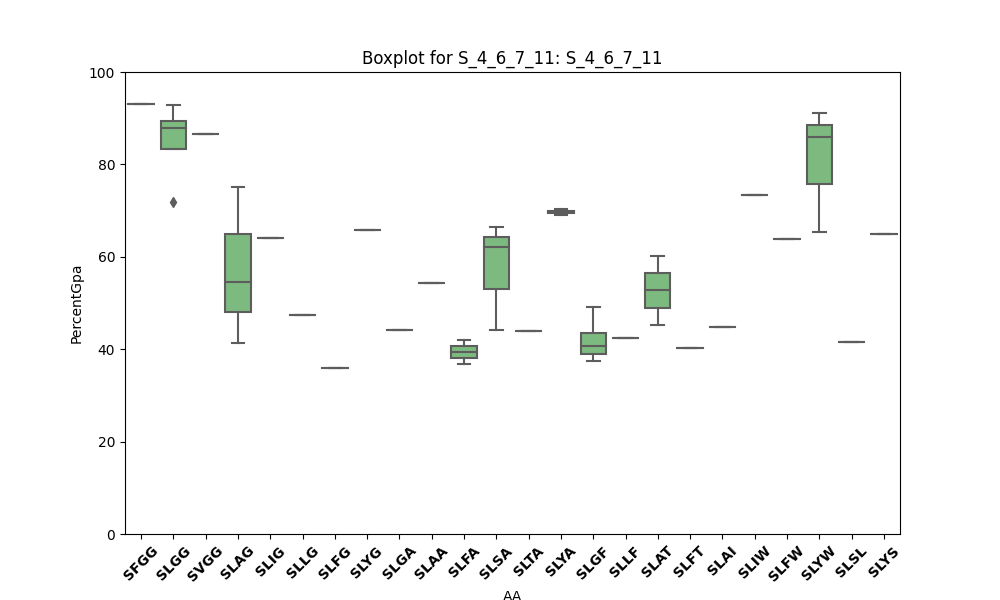 Boxplot for S_4_6_7_11: S_4_6_7_11
PercentGpa
100
80
60
40
20
0
SFGG SLGG SVGG SLAG SLIG SLLG SLFG SLYG SLGA SLAA SLFA SLSA SLTA SLYA SLGF SLLF SLAT SLFT SLAI SLIW SLFW SLYW SLSL SLYS
AA